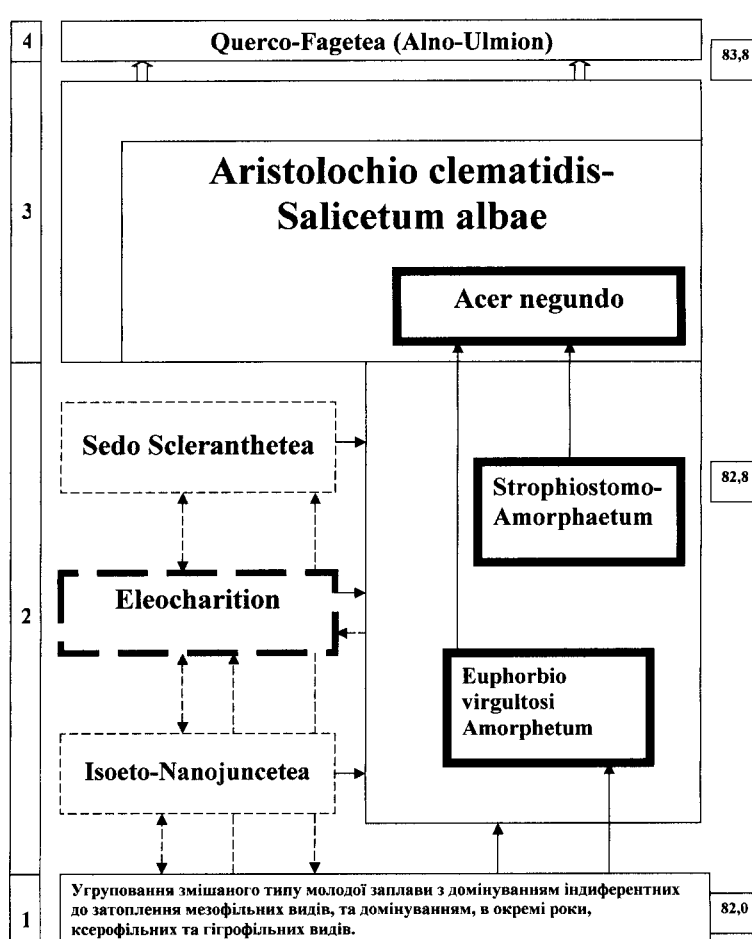 4
Querco-Fagetea (Alno-Ulmion)
83,8
3
Aristolochio clematidis-
Salicetum albae
Acer negundo
Sedo Scleranthetea
Strophiostomo-
Amorphaetum
82,8
2
Eleocharition
Euphorbio
virgultosi
Amorphetum
Isoeto-Nanojuncetea
1
Угруповання змішаного типу молодої заплави з домінуванням індиферентних
до затоплення мезофільних видів, та домінуванням, в окремі роки,
ксерофільних та гігрофільних видів.
82,0